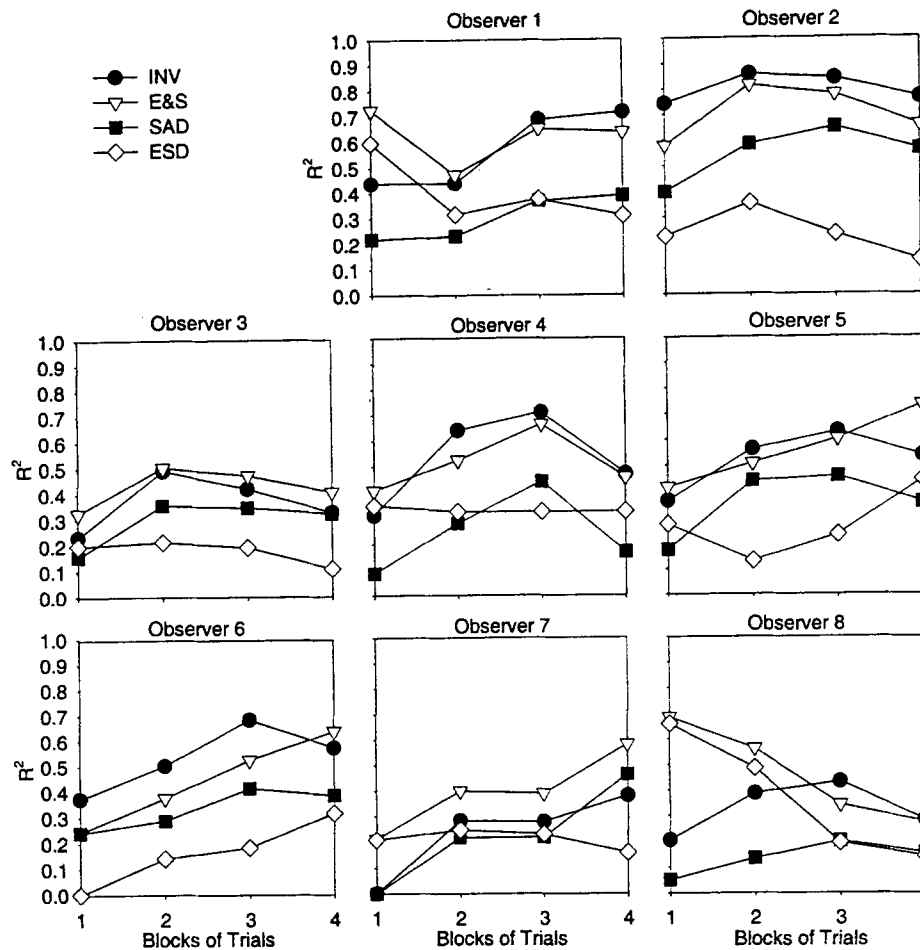 Observer 1
Observer 2
INV
E&S
SAD
ESD
1.0
0.9
0.8
0.7
0.6
0.5
0.4
0.3
0.2
0.1
0.0
R²
Observer 3
Observer 4
Observer 5
1.0
0.9
0.8
0.7
0.6
0.5
0.4
0.3
0.2
0.1
0.0
R²
Observer 6
Observer 7
Observer 8
1.0
0.9
0.8
0.7
0.6
0.5
0.4
0.3
0.2
0.1
0.0
R²
1 2 3 4
1 2 3 4
1 2 3
Blocks of Trials
Blocks of Trials
Blocks of Trials